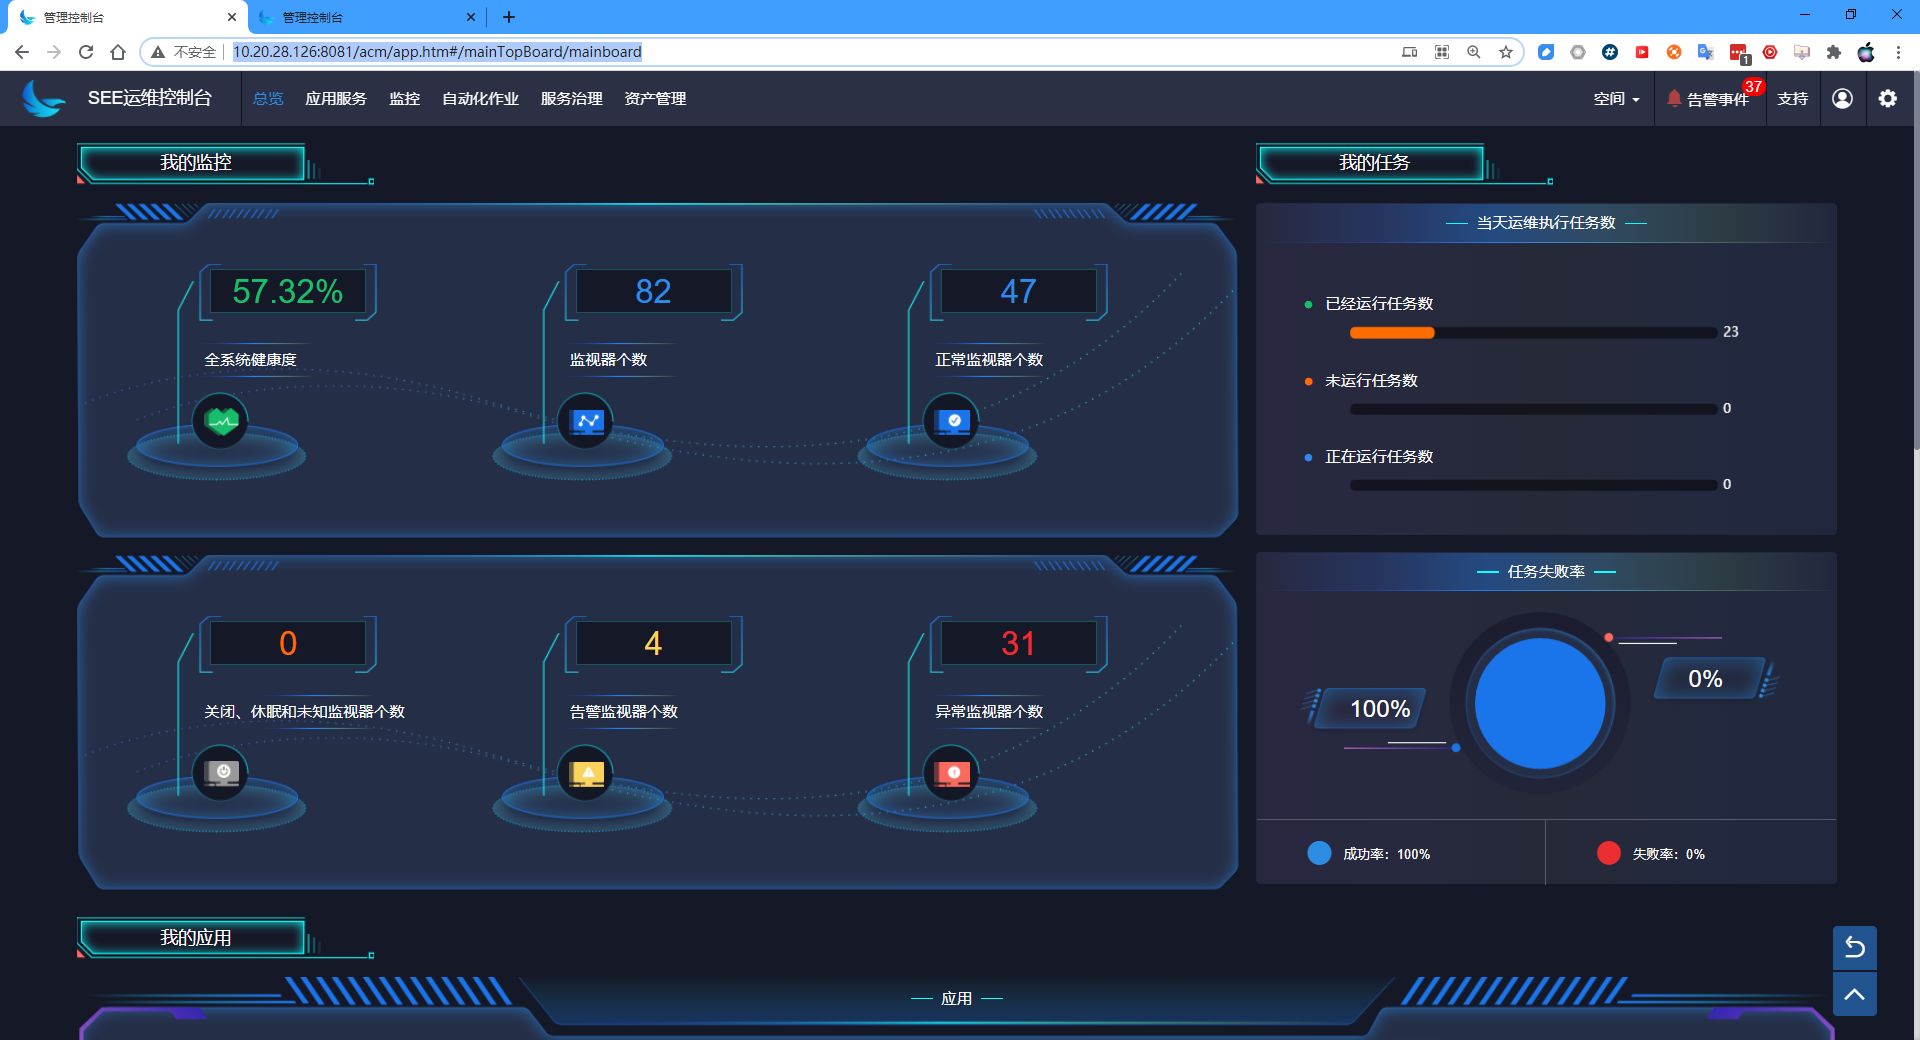 管理控制台
管理控制台
不安全 10.20.28.126:8081/acm/app.htm#/mainTopBoard/mainboard
1
SEE运维控制台 总览 应用服务 监控 自动化作业 服务治理 资产管理 空间 告警事件 37 支持
我的监控
57.32%
全系统健康度
82
监视器个数
47
正常监视器个数
0
关闭、休眠和未知监视器个数
4
告警监视器个数
31
异常监视器个数
我的任务
当天运维执行任务数
已经运行任务数
23
未运行任务数
0
正在运行任务数
0
任务失败率
0%
100%
成功率：100%
失败率：0%
我的应用
应用